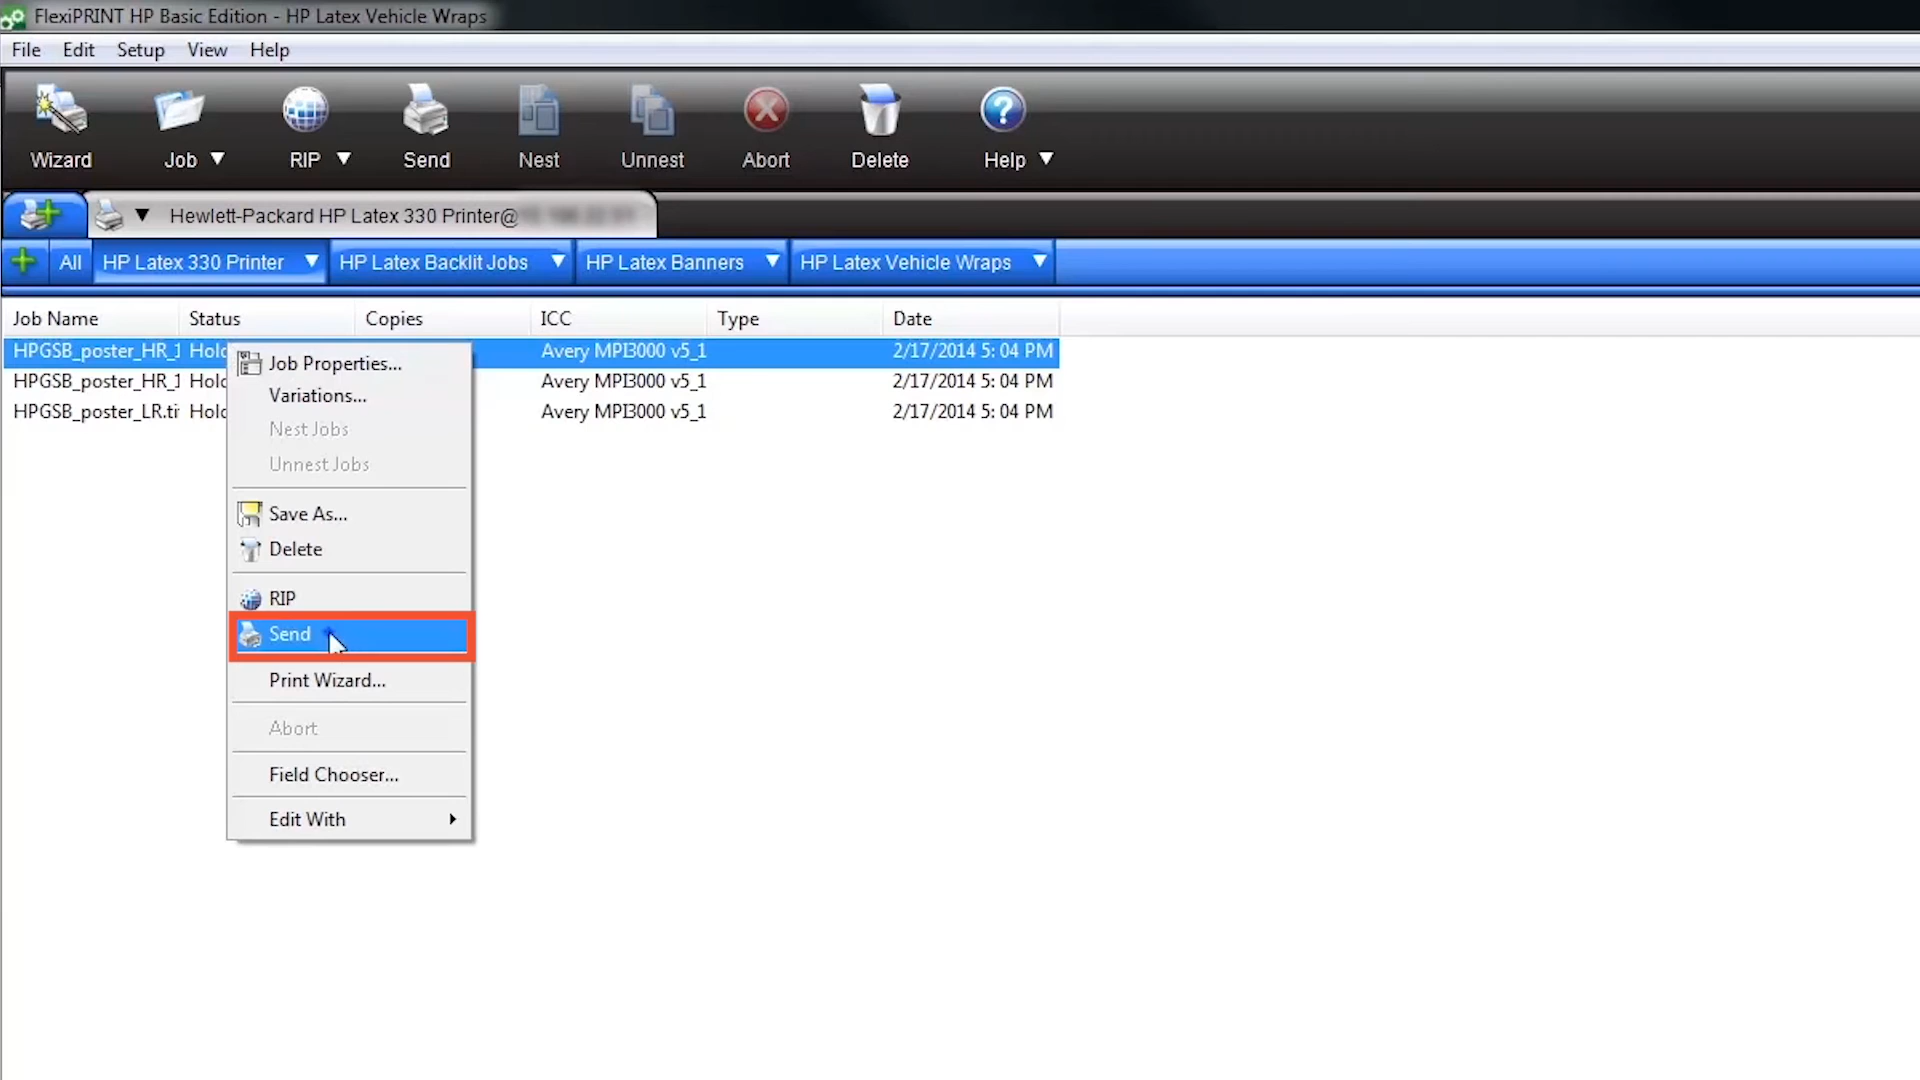 FlexiPRINT HP Basic Edition - HP Latex Vehicle Wraps
File Edit Setup View Help
Wizard Job RIP Send Nest Unnest Abort Delete Help
Hewlett-Packard HP Latex 330 Printer@
All HP Latex 330 Printer HP Latex Backlit Jobs HP Latex Banners HP Latex Vehicle Wraps
Job Name Status Copies ICC Type Date
HPGSB_poster_HR_1 Hold Avery MPI3000 v5_1 2/17/2014 5:04 PM
HPGSB_poster_HR_1 Hold Avery MPI3000 v5_1 2/17/2014 5:04 PM
HPGSB_poster_LR.ti Hold Avery MPI3000 v5_1 2/17/2014 5:04 PM
Job Properties...
Variations...
Nest Jobs
Unnest Jobs
Save As...
Delete
RIP
Send
Print Wizard...
Abort
Field Chooser...
Edit With